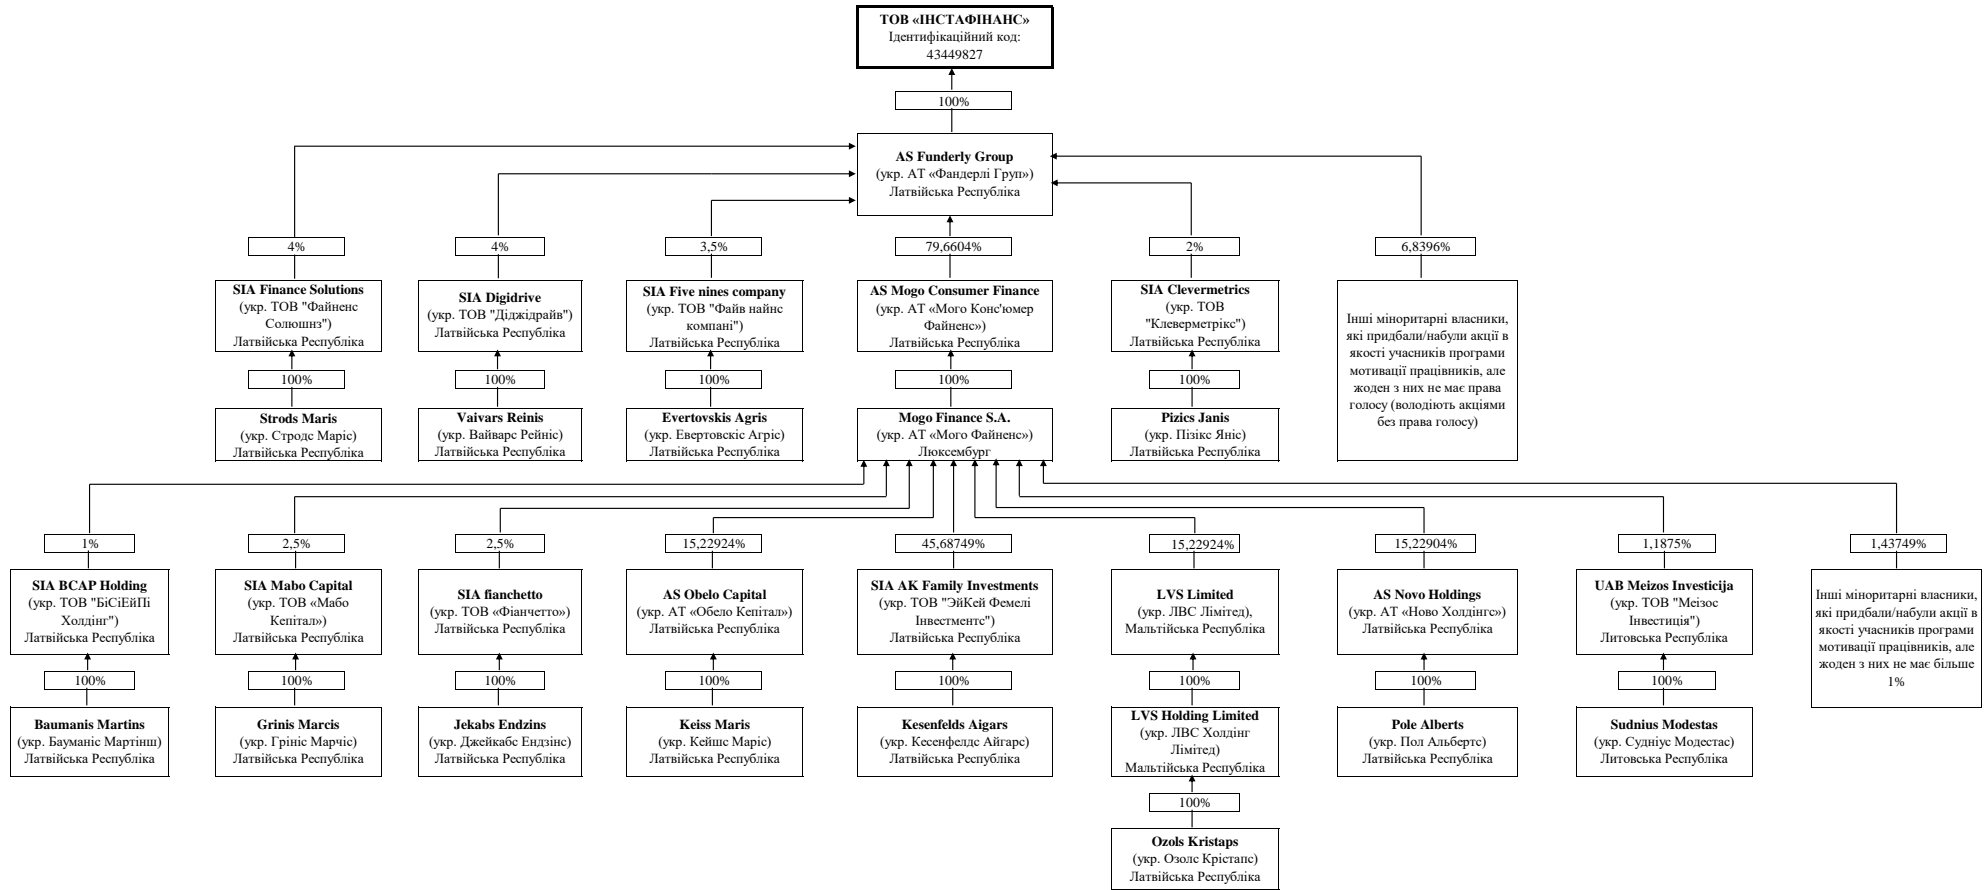 ТОВ «ІНСТАФІНАНС»
Ідентифікаційний код:
43449827
100%
AS Funderly Group
(укр. АТ «Фандерлі Груп»)
Латвійська Республіка
4%
4%
3,5%
79,6604%
2%
6,8396%
SIA Finance Solutions
(укр. ТОВ "Файненс
Солюшнз")
Латвійська Республіка
SIA Digidrive
(укр. ТОВ "Діджідрайв")
Латвійська Республіка
SIA Five nines company
(укр. ТОВ "Файв найнс
компані")
Латвійська Республіка
AS Mogo Consumer Finance
(укр. АТ «Мого Конс'юмер
Файненс»)
Латвійська Республіка
SIA Clevermetrics
(укр. ТОВ
"Клеверметрікс")
Латвійська Республіка
Інші міноритарні власники,
які придбали/набули акції в
якості учасників програми
мотивації працівників, але
жоден з них не має права
голосу (володіють акціями
без права голосу)
100%
100%
100%
100%
100%
Strods Maris
(укр. Стродс Маріс)
Латвійська Республіка
Vaivars Reinis
(укр. Вайварс Рейніс)
Латвійська Республіка
Evertovskis Agris
(укр. Евертовскіс Агріс)
Латвійська Республіка
Mogo Finance S.A.
(укр. АТ «Мого Файненс»)
Люксембург
Pizics Janis
(укр. Пізікс Яніс)
Латвійська Республіка
1%
2,5%
2,5%
15,22924%
45,68749%
15,22924%
15,22904%
1,1875%
1,43749%
SIA BCAP Holding
(укр. ТОВ "БіСіЕйПі
Холдінг")
Латвійська Республіка
SIA Mabo Capital
(укр. ТОВ «Мабо
Кепітал»)
Латвійська Республіка
SIA fianchetto
(укр. ТОВ «Фіанчетто»)
Латвійська Республіка
AS Obelo Capital
(укр. АТ «Обело Кепітал»)
Латвійська Республіка
SIA AK Family Investments
(укр. ТОВ "ЭйКей Фемелі
Інвестментс")
Латвійська Республіка
LVS Limited
(укр. ЛВС Лімітед),
Мальтійська Республіка
AS Novo Holdings
(укр. АТ «Ново Холдінгс»)
Латвійська Республіка
UAB Meizos Investicija
(укр. ТОВ "Меізос
Інвестиція")
Литовська Республіка
Інші міноритарні власники,
які придбали/набули акції в
якості учасників програми
мотивації працівників, але
жоден з них не має більше
1%
100%
100%
100%
100%
100%
100%
100%
100%
Baumanis Martins
(укр. Бауманіс Мартінш)
Латвійська Республіка
Grinis Marcis
(укр. Грініс Марчіс)
Латвійська Республіка
Jekabs Endzins
(укр. Джейкабс Ендзінс)
Латвійська Республіка
Keiss Maris
(укр. Кейшс Маріс)
Латвійська Республіка
Kesenfelds Aigars
(укр. Кесенфелдс Айгарс)
Латвійська Республіка
LVS Holding Limited
(укр. ЛВС Холдінг
Лімітед)
Мальтійська Республіка
Pole Alberts
(укр. Пол Альбертс)
Латвійська Республіка
Sudnius Modestas
(укр. Судніус Модестас)
Литовська Республіка
100%
Ozols Kristaps
(укр. Озолс Крістапс)
Латвійська Республіка